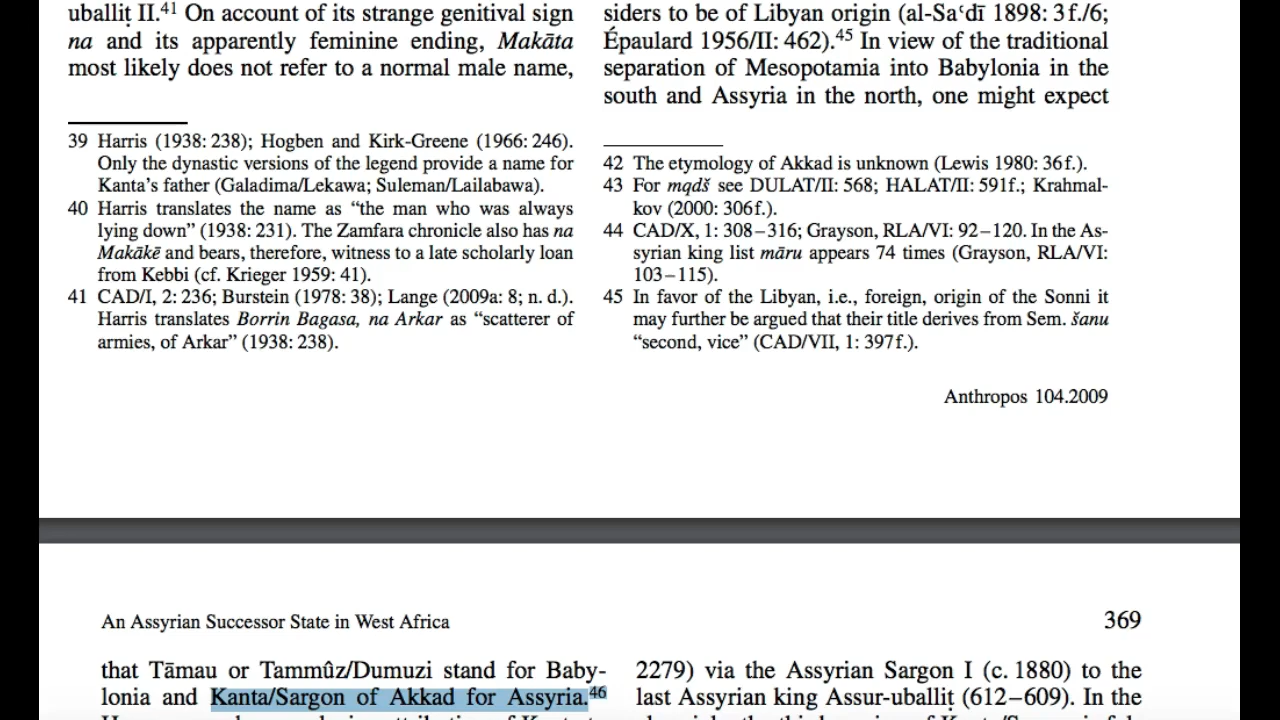 uballiṭ II.⁴¹ On account of its strange genitival sign
na and its apparently feminine ending, Makāta
most likely does not refer to a normal male name,
39 Harris (1938: 238); Hogben and Kirk-Greene (1966: 246).
Only the dynastic versions of the legend provide a name for
Kanta's father (Galadima/Lekawa; Suleman/Lailabawa).
40 Harris translates the name as “the man who was always
lying down” (1938: 231). The Zamfara chronicle also has na
Makākē and bears, therefore, witness to a late scholarly loan
from Kebbi (cf. Krieger 1959: 41).
41 CAD/I, 2: 236; Burstein (1978: 38); Lange (2009a: 8; n. d.).
Harris translates Borrin Bagasa, na Arkar as “scatterer of
armies, of Arkar” (1938: 238).
siders to be of Libyan origin (al-Saʿdī 1898: 3 f./6;
Épaulard 1956/II: 462).⁴⁵ In view of the traditional
separation of Mesopotamia into Babylonia in the
south and Assyria in the north, one might expect
42 The etymology of Akkad is unknown (Lewis 1980: 36 f.).
43 For mqdš see DULAT/II: 568; HALAT/II: 591f.; Krahmal-
kov (2000: 306 f.).
44 CAD/X, 1: 308–316; Grayson, RLA/VI: 92–120. In the As-
syrian king list māru appears 74 times (Grayson, RLA/VI:
103–115).
45 In favor of the Libyan, i.e., foreign, origin of the Sonni it
may further be argued that their title derives from Sem. šanu
“second, vice” (CAD/VII, 1: 397 f.).
Anthropos 104.2009
An Assyrian Successor State in West Africa
369
that Tāmau or Tammûz/Dumuzi stand for Baby-
lonia and Kanta/Sargon of Akkad for Assyria.⁴⁶
2279) via the Assyrian Sargon I (c. 1880) to the
last Assyrian king Assur-uballiṭ (612–609). In the